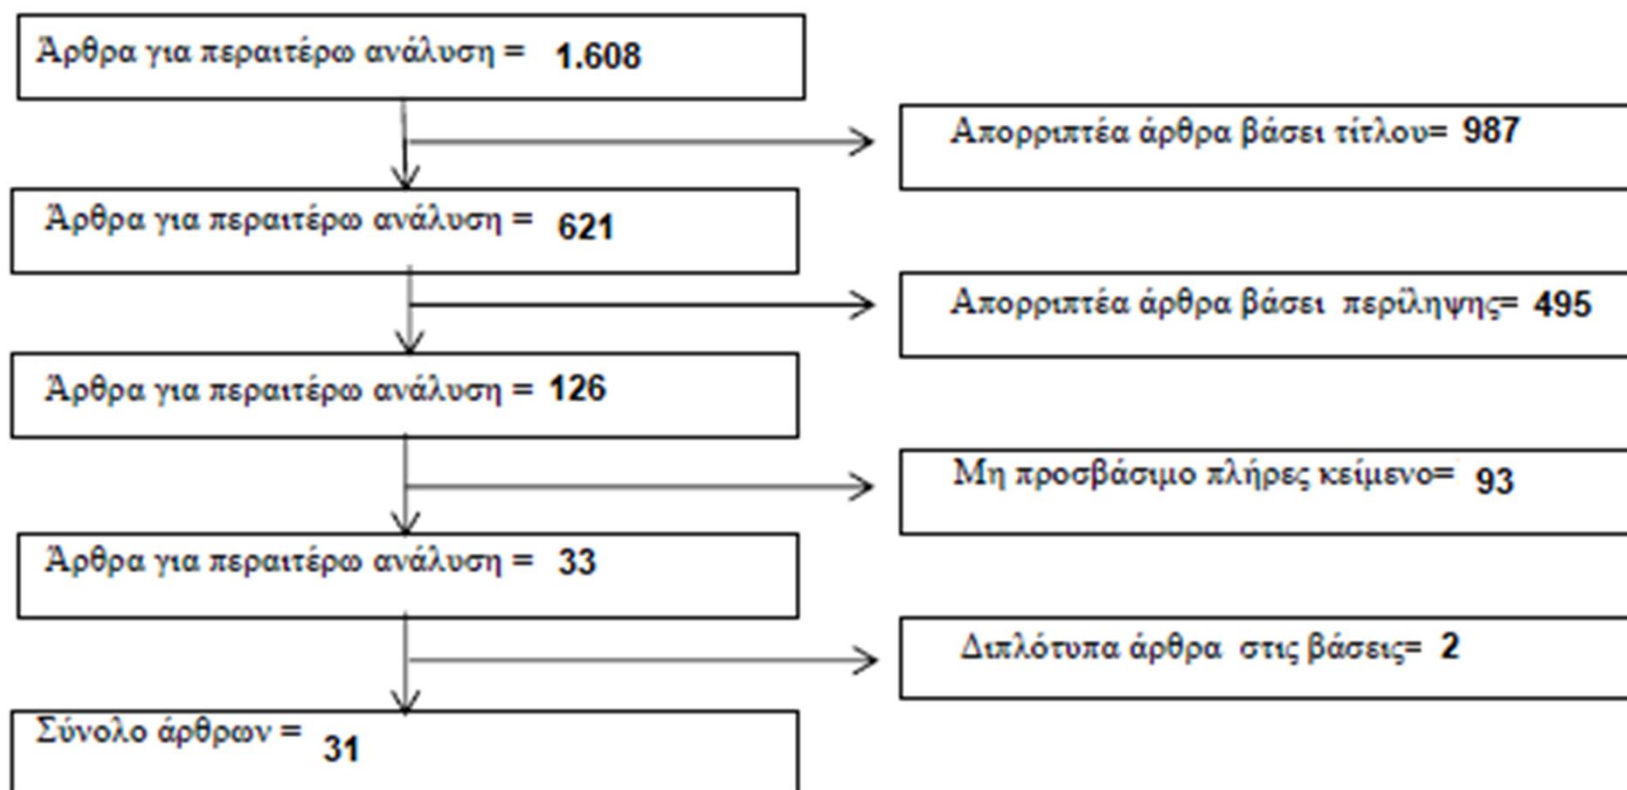 Άρθρα για περαιτέρω ανάλυση = 1.608
Απορριπτέα άρθρα βάσει τίτλου= 987
Άρθρα για περαιτέρω ανάλυση = 621
Απορριπτέα άρθρα βάσει περίληψης= 495
Άρθρα για περαιτέρω ανάλυση = 126
Μη προσβάσιμο πλήρες κείμενο= 93
Άρθρα για περαιτέρω ανάλυση = 33
Διπλότυπα άρθρα στις βάσεις= 2
Σύνολο άρθρων = 31